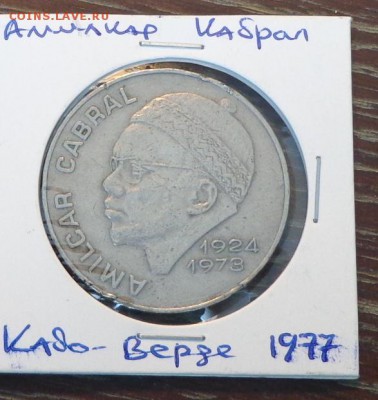 Coins.LAVE.RU
Амилкар Кабрал
AMILCAR CABRAL
1924
1973
Кабо-Верде 1977